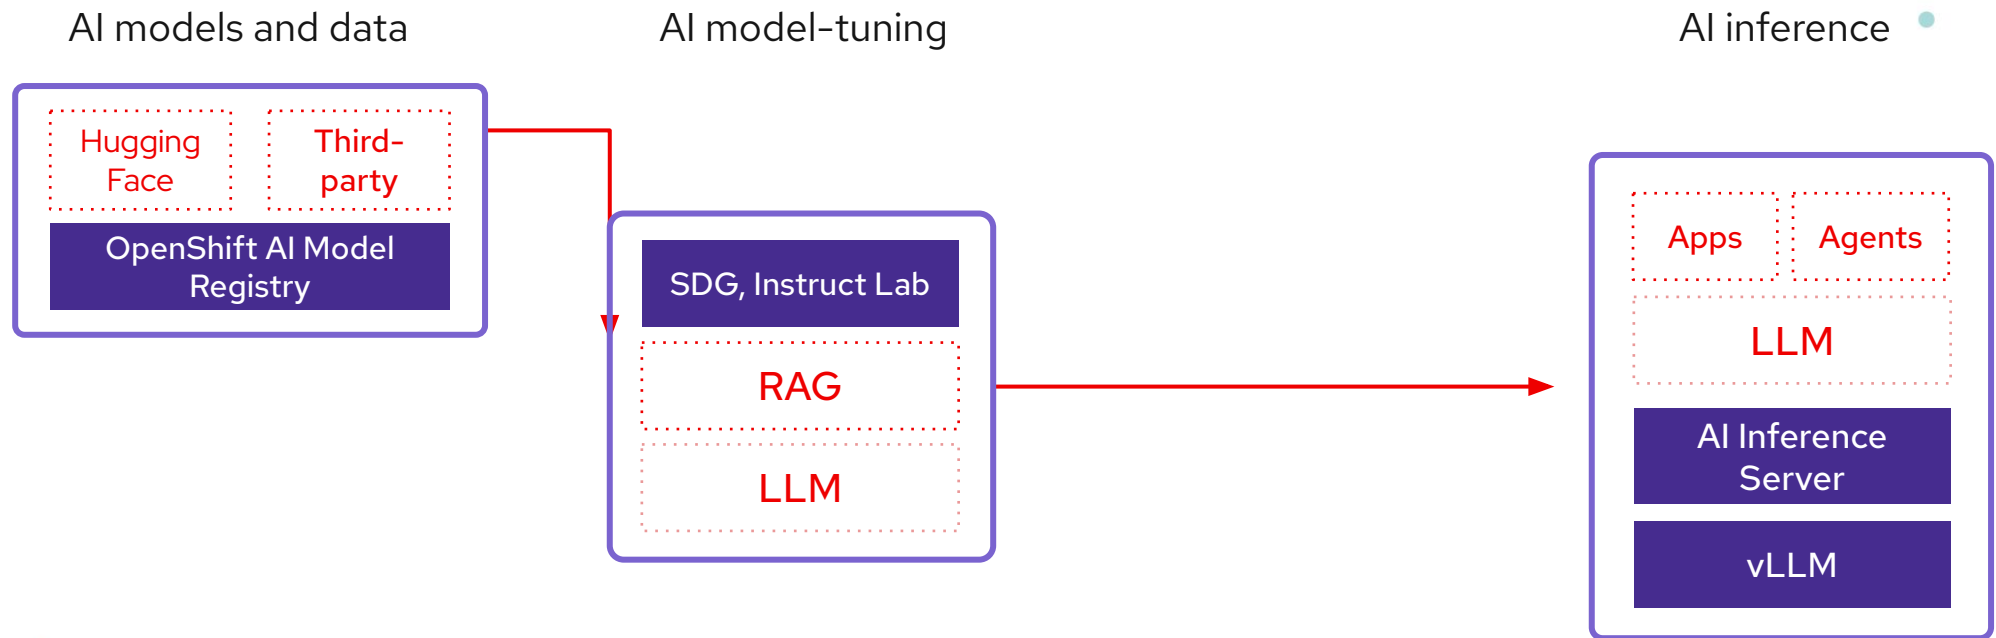 AI models and data
AI model-tuning
AI inference
Hugging
Face
Third-
party
OpenShift AI Model
Registry
SDG, Instruct Lab
RAG
LLM
Apps
Agents
LLM
AI Inference
Server
vLLM